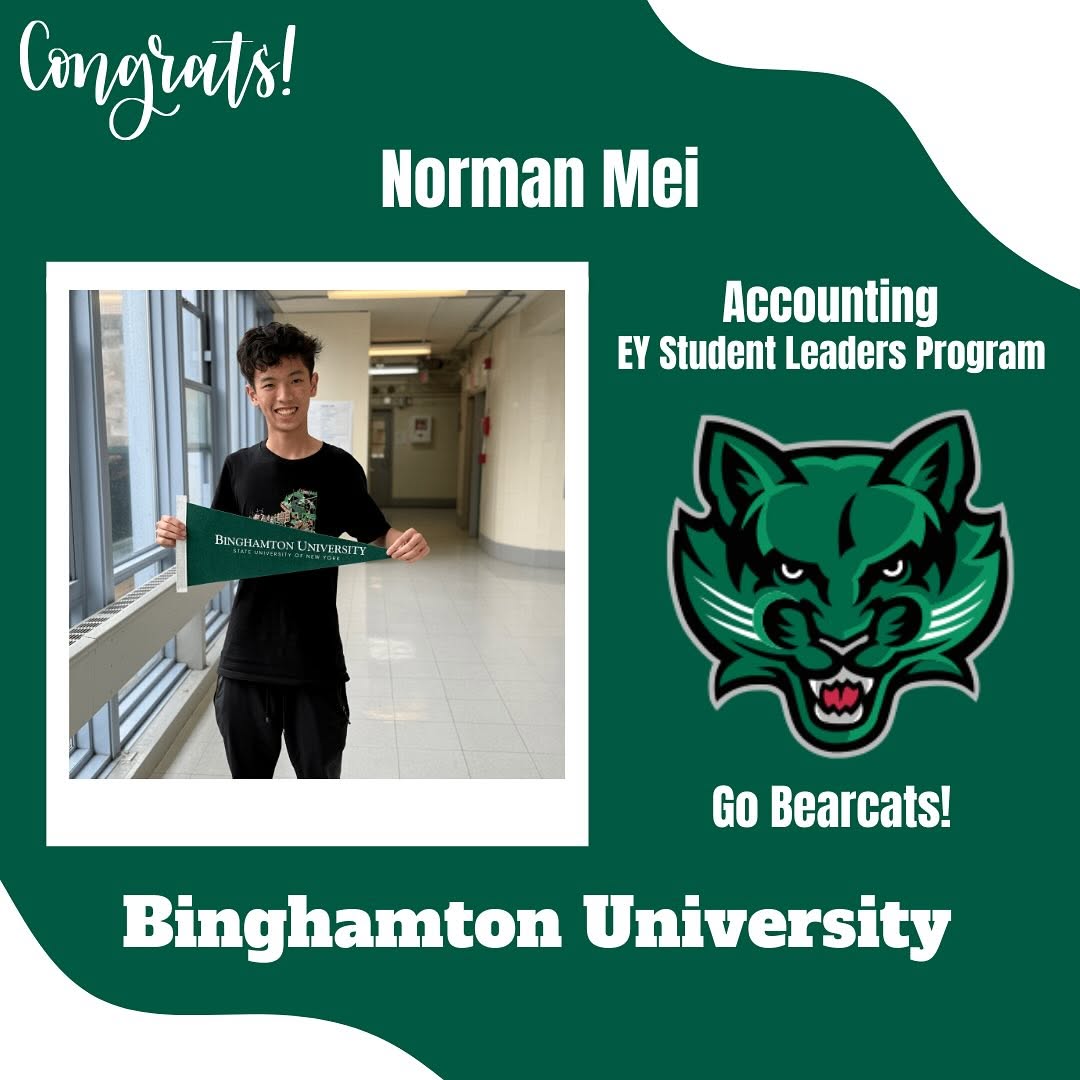 Congrats!
Norman Mei
Accounting
EY Student Leaders Program
BINGHAMTON UNIVERSITY
STATE UNIVERSITY OF NEW YORK
Go Bearcats!
Binghamton University